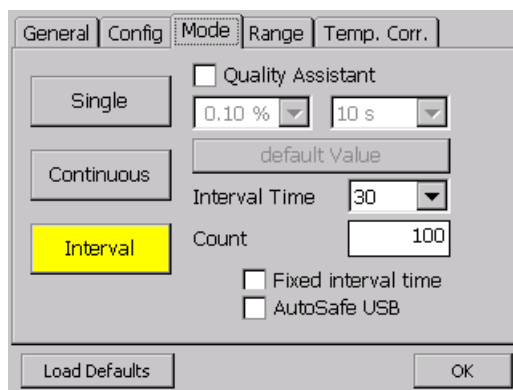 General Config Mode Range Temp. Corr.
Quality Assistant
Single
0.10 % 10 s
default Value
Continuous
Interval Time 30
Interval
Count 100
Fixed interval time
AutoSafe USB
Load Defaults OK